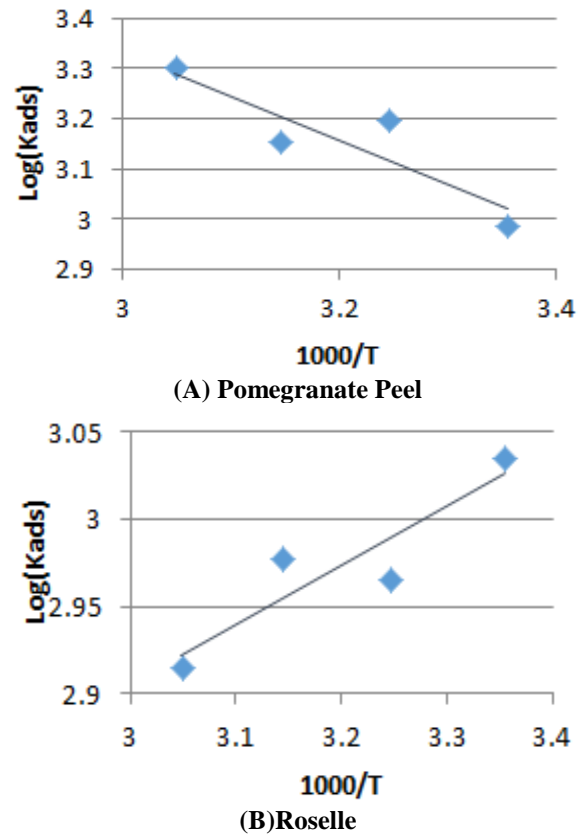 3.4
3.3
3.2
3.1
3
2.9
Log(Kads)
3 3.2 3.4
1000/T
(A) Pomegranate Peel
3.05
3
2.95
2.9
Log(Kads)
3 3.1 3.2 3.3 3.4
1000/T
(B)Roselle